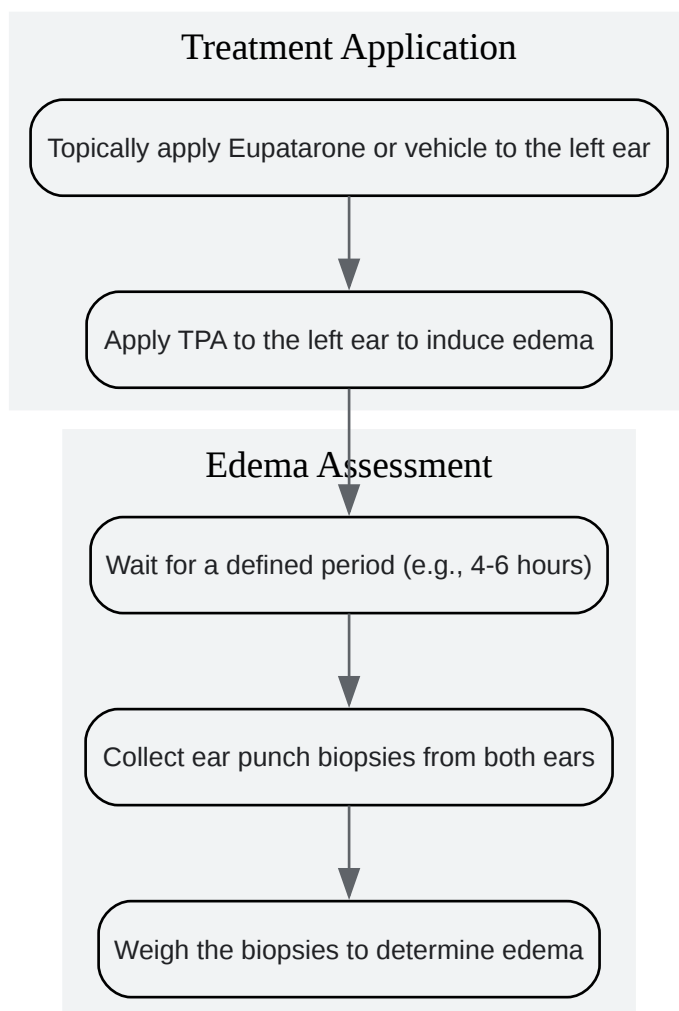 Treatment Application
Topically apply Eupatarone or vehicle to the left ear
Apply TPA to the left ear to induce edema
Edema Assessment
Wait for a defined period (e.g., 4-6 hours)
Collect ear punch biopsies from both ears
Weigh the biopsies to determine edema